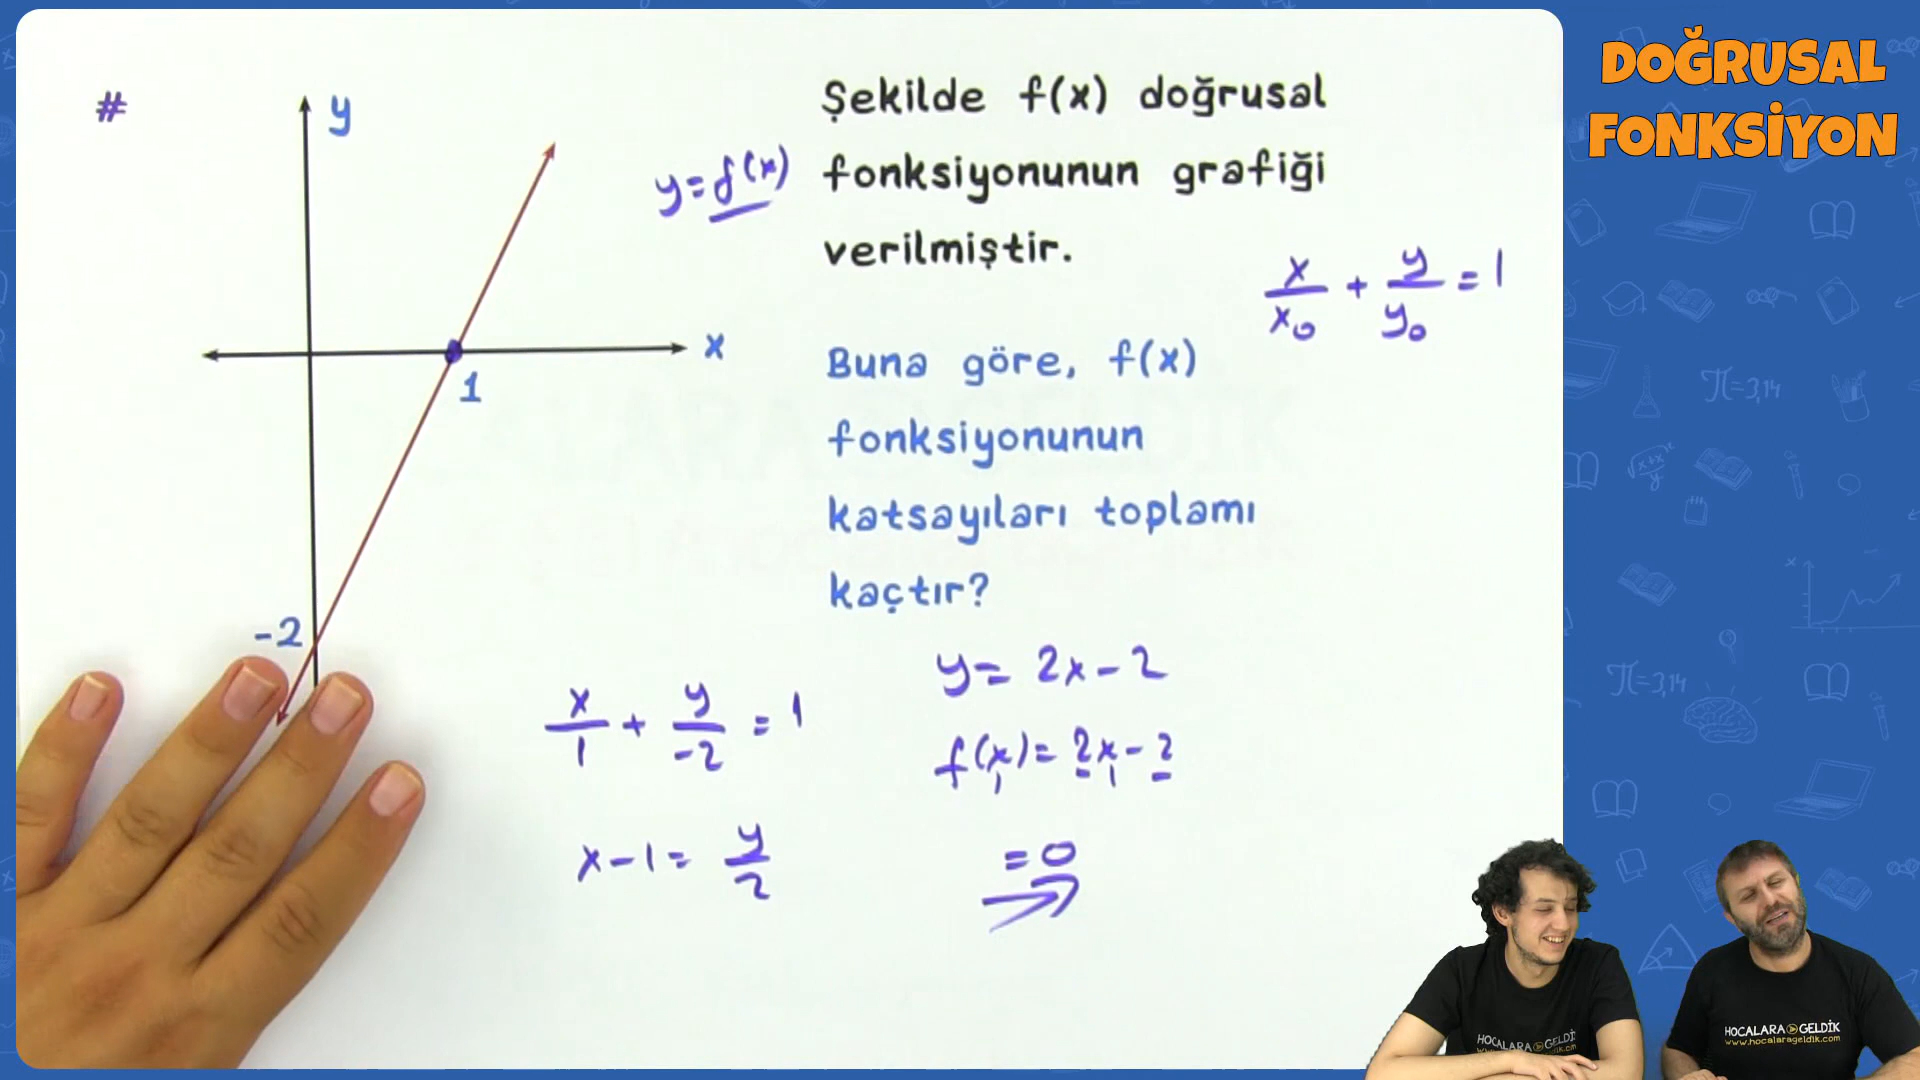 DOĞRUSAL
FONKSİYON
#
y
x
1
-2
y=f(x)
Şekilde f(x) doğrusal
fonksiyonunun grafiği
verilmiştir.
x/x₀ + y/y₀ = 1
Buna göre, f(x)
fonksiyonunun
katsayıları toplamı
kaçtır?
x/1 + y/-2 = 1
x-1= y/2
y= 2x-2
f(x)= 2x-2
1 1
=0
HOCALARA GELDİK
www.hocalarageldik.com
HOCALARA GELDİ
π=3,14
π=3,14